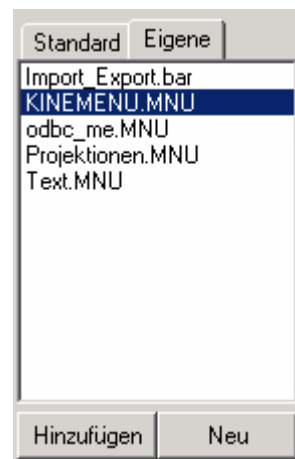 Standard Eigene
Import_Export.bar
KINEMENU.MNU
odbc_me.MNU
Projektionen.MNU
Text.MNU
Hinzufügen Neu